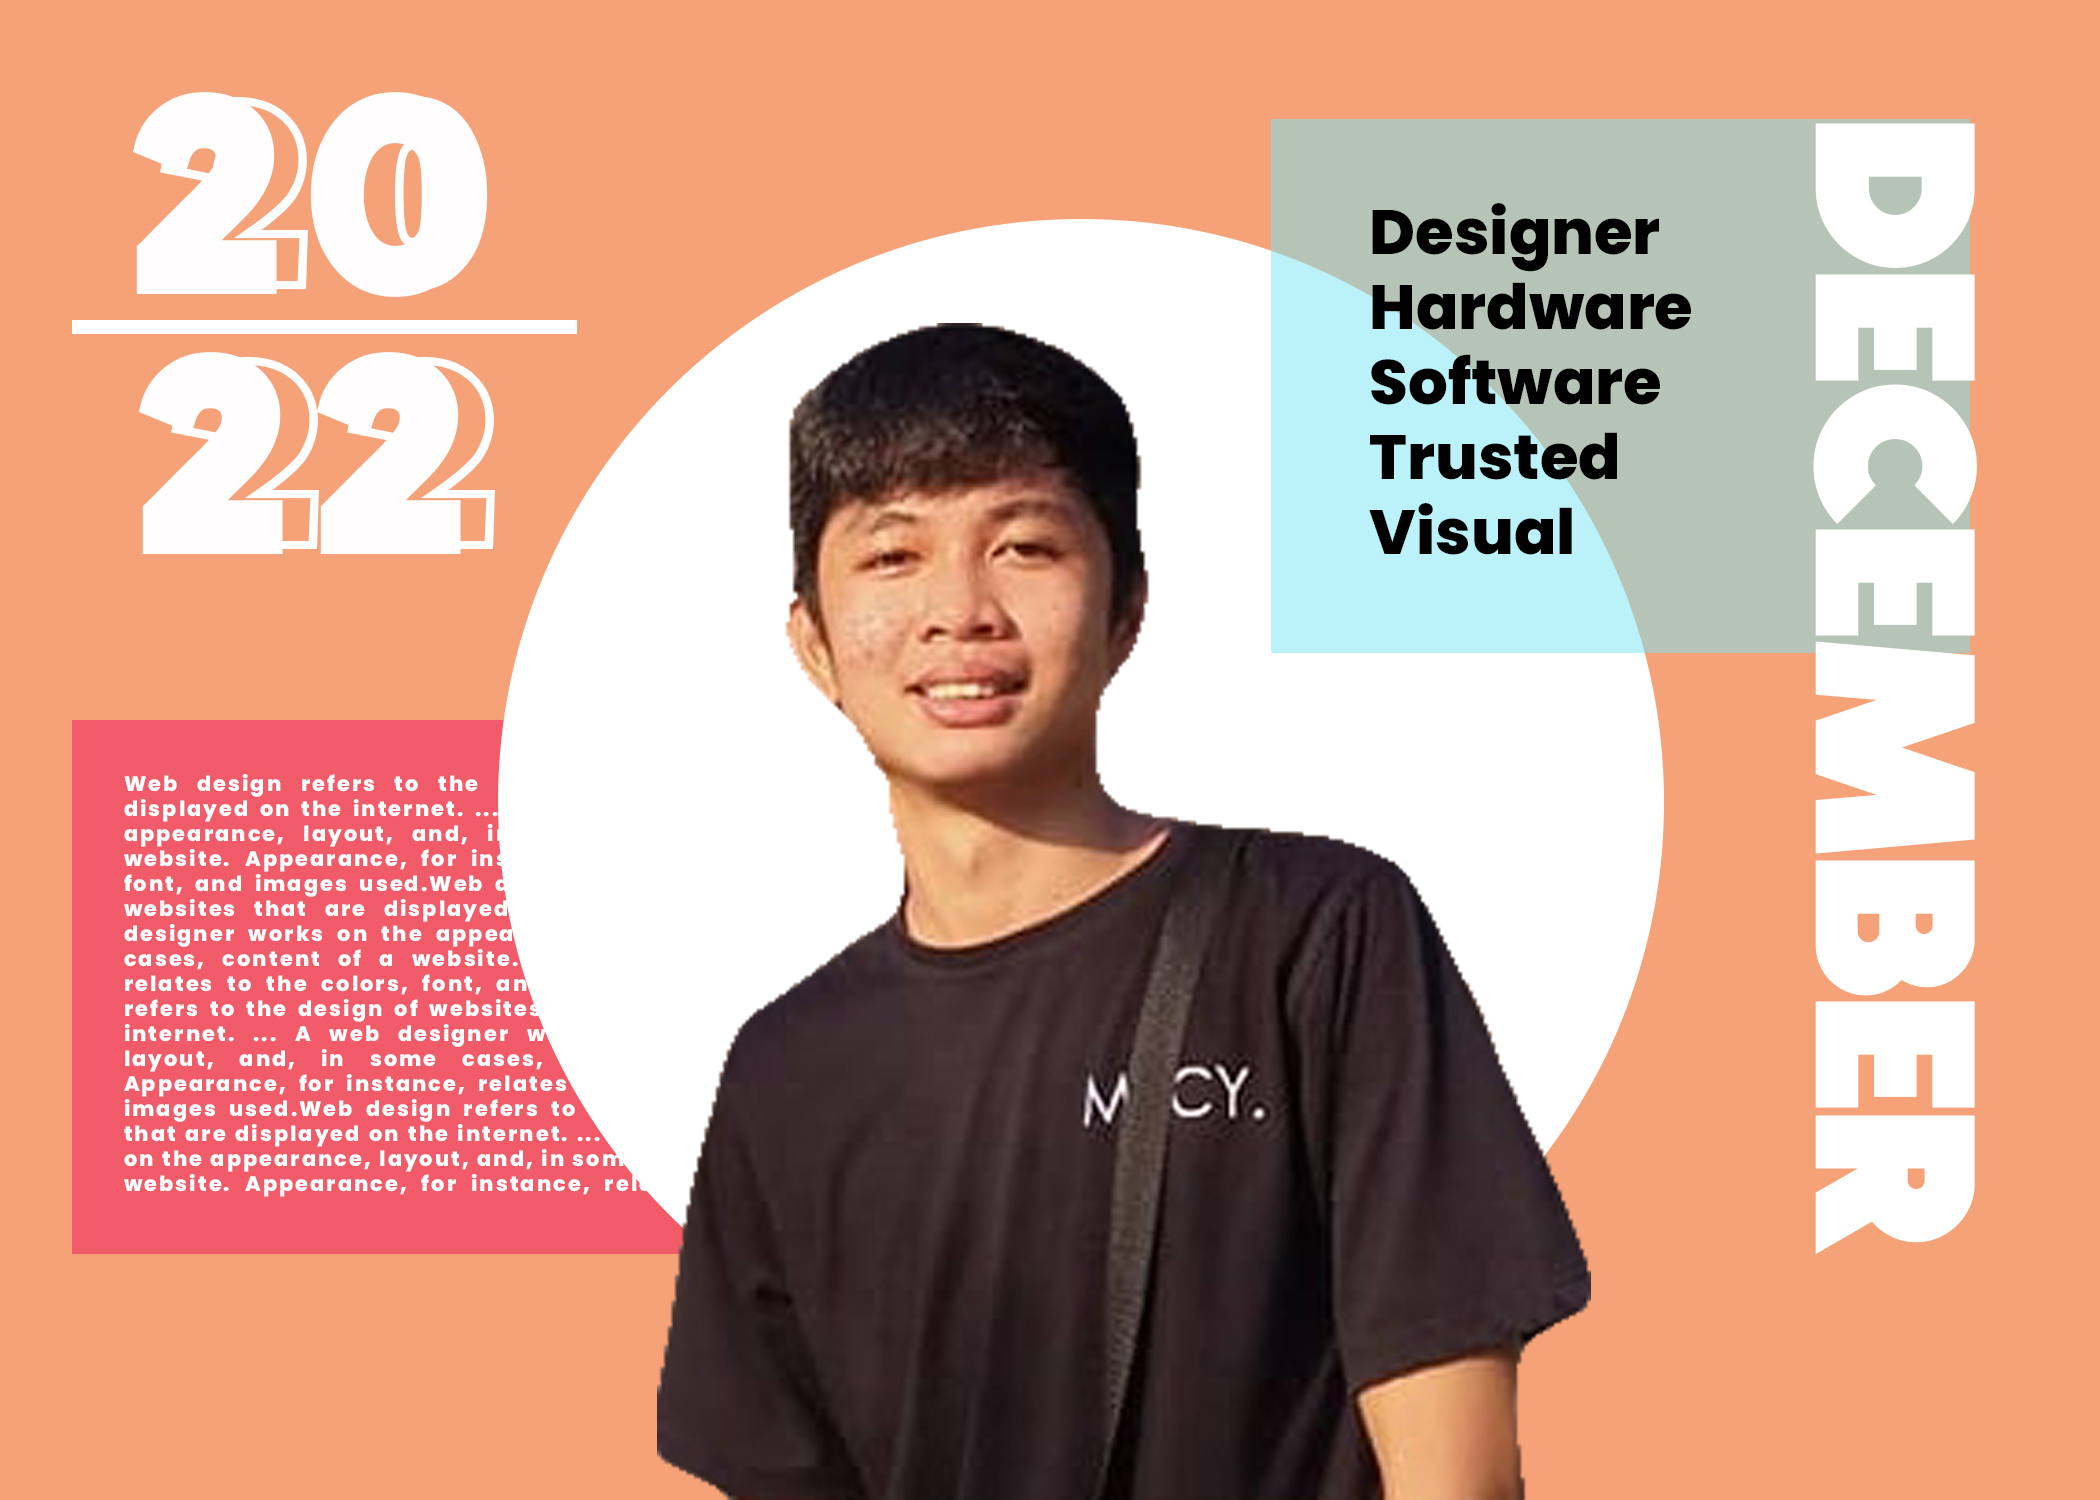 20
22
Designer
Hardware
Software
Trusted
Visual
DECEMBER
Web design refers to the
displayed on the internet. ...
appearance, layout, and,
website. Appearance, for
font, and images used.Web
websites that are displayed
designer works on the
cases, content of a website.
relates to the colors, font,
refers to the design of websites
internet. ... A web designer
layout, and, in some cases,
Appearance, for instance, relates
images used.Web design refers to
that are displayed on the internet. ...
on the appearance, layout, and, in
website. Appearance, for instance,